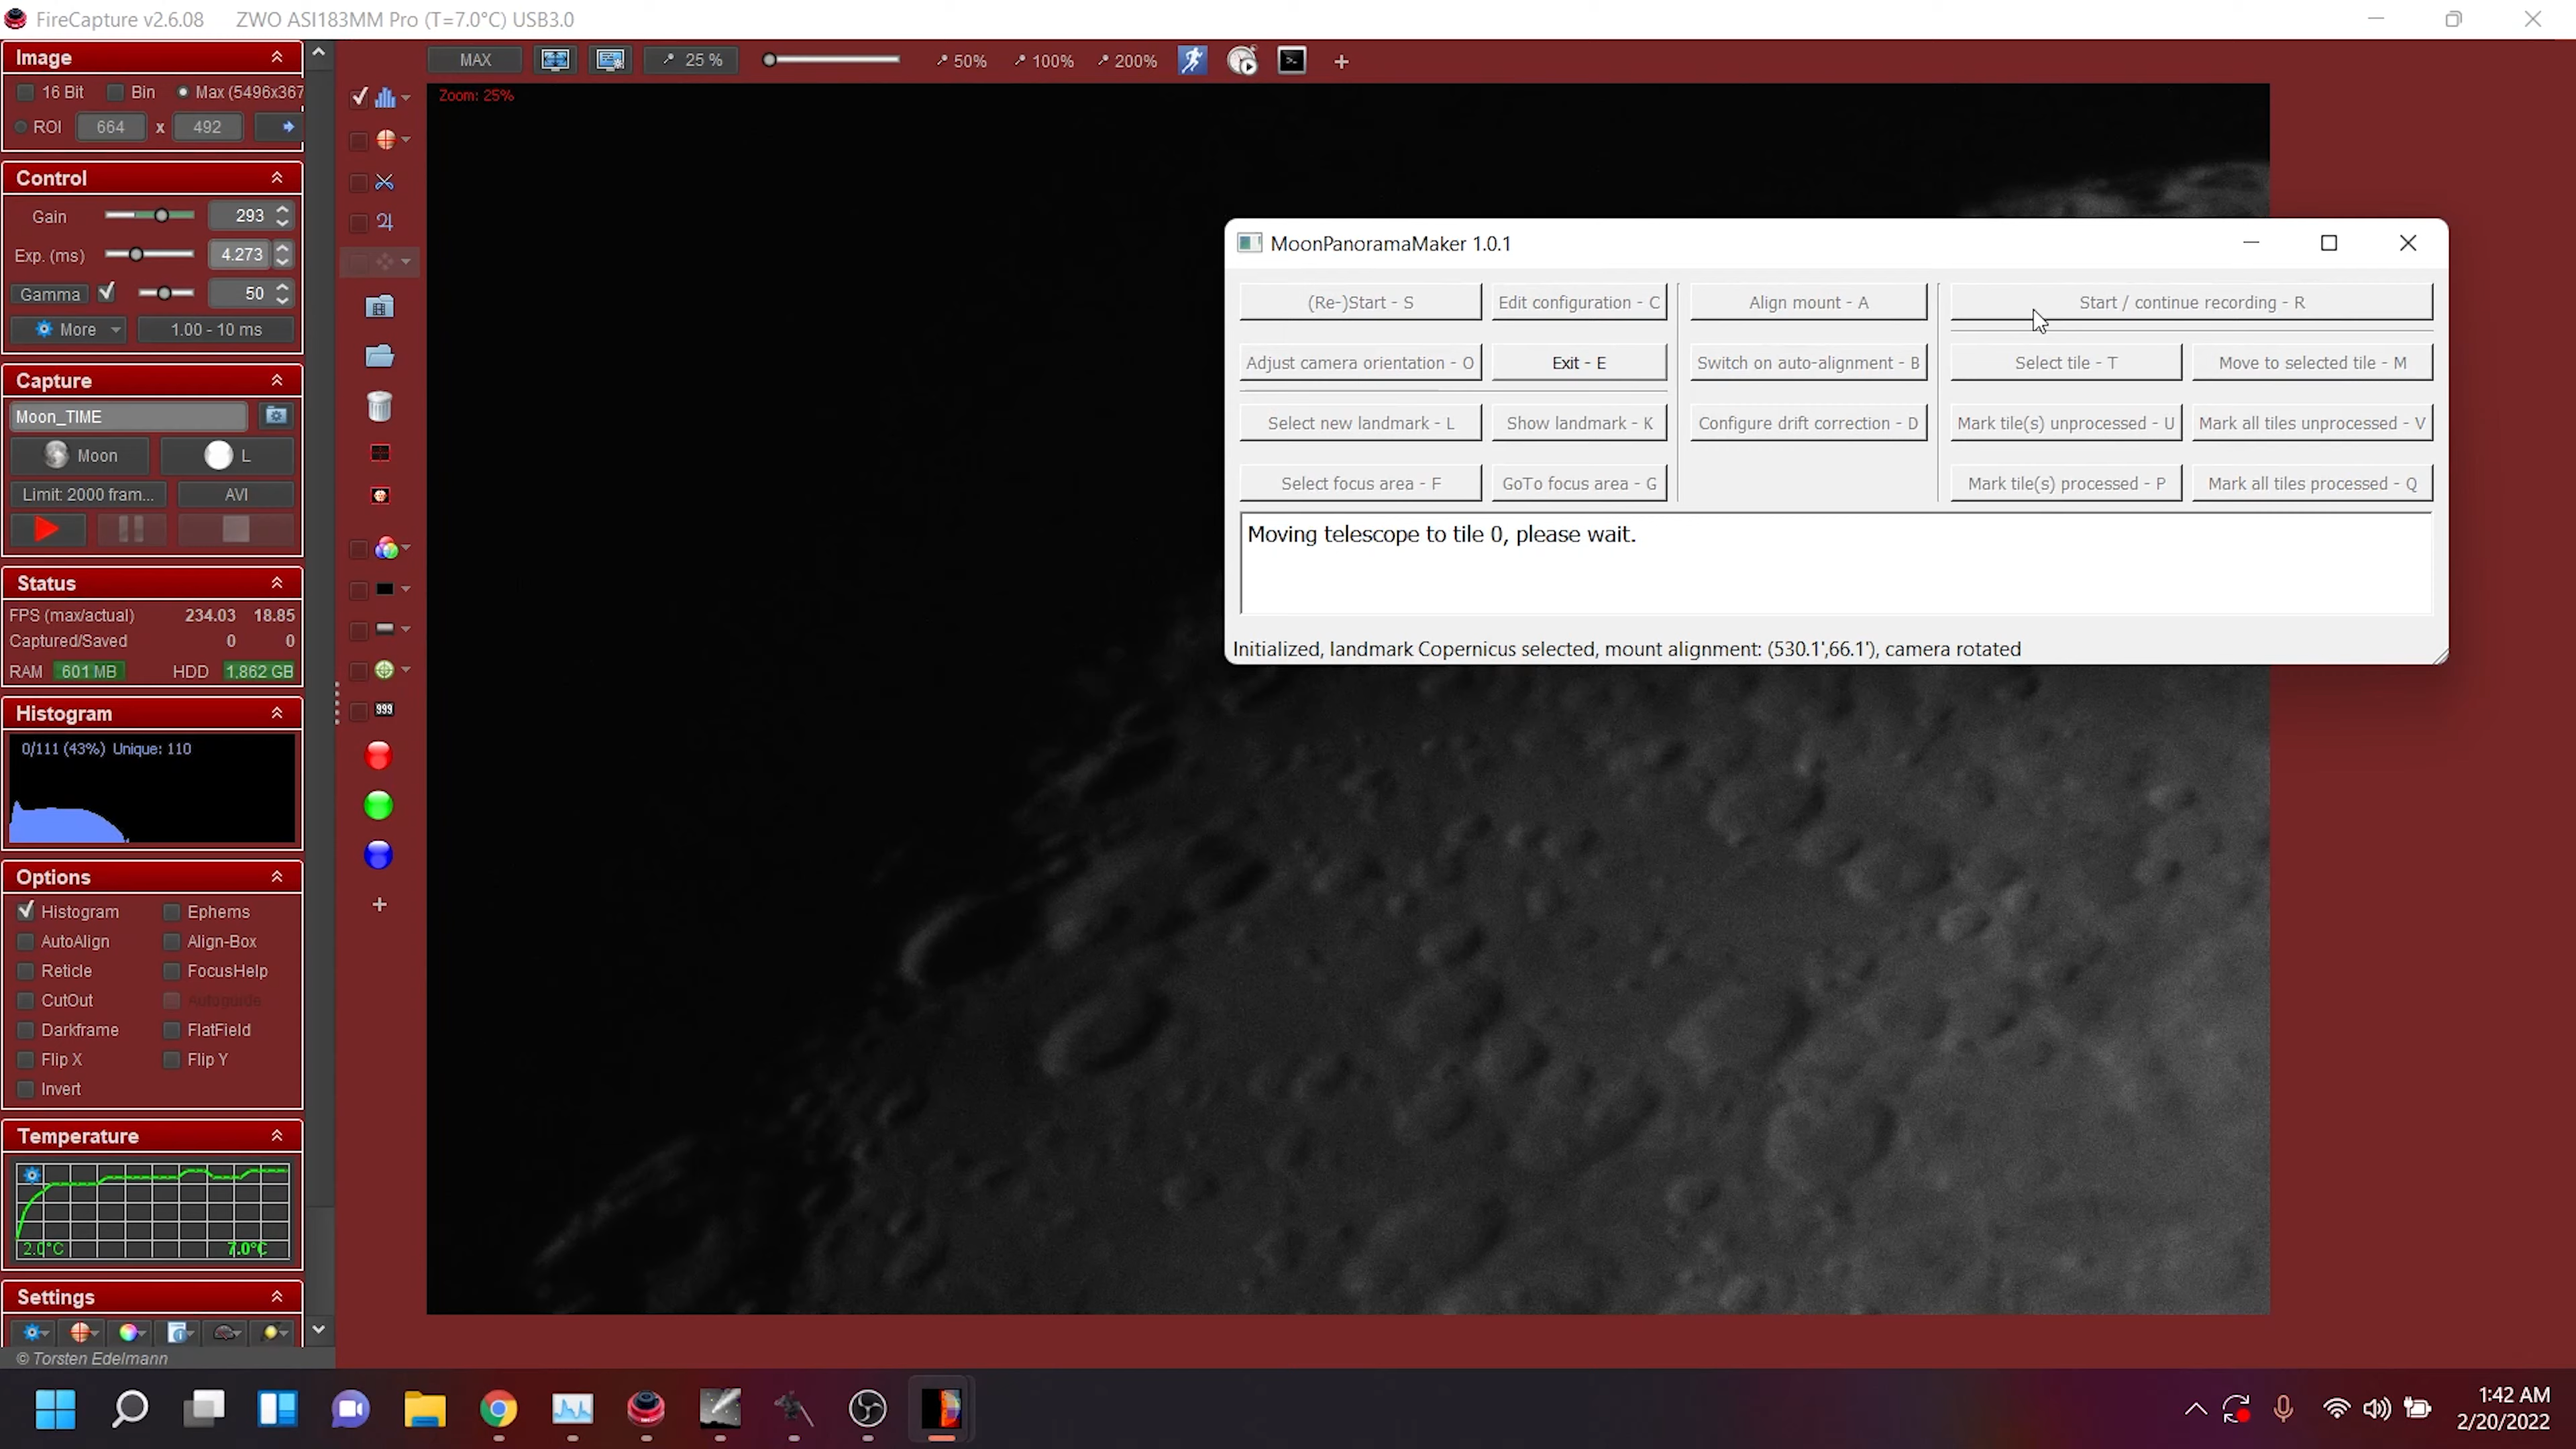 FireCapture v2.6.08 ZWO ASI183MM Pro (T=7.0°C) USB3.0
Image
16 Bit Bin Max (5496x367
ROI 664 x 492
Control
Gain 293
Exp. (ms) 4.273
Gamma 50
More 1.00 - 10 ms
Capture
Moon_TIME
Moon L
Limit: 2000 fram... AVI
Status
FPS (max/actual) 234.03 18.85
Captured/Saved 0 0
RAM 601 MB HDD 1,862 GB
Histogram
0/111 (43%) Unique: 110
Options
Histogram Ephems
AutoAlign Align-Box
Reticle FocusHelp
CutOut Autoguide
Darkframe FlatField
Flip X Flip Y
Invert
Temperature
2.0°C 7.0°C
Settings
© Torsten Edelmann
MAX 25 % 50% 100% 200%
Zoom: 25%
999
MoonPanoramaMaker 1.0.1
(Re-)Start - S Edit configuration - C Align mount - A Start / continue recording - R
Adjust camera orientation - O Exit - E Switch on auto-alignment - B Select tile - T Move to selected tile - M
Select new landmark - L Show landmark - K Configure drift correction - D Mark tile(s) unprocessed - U Mark all tiles unprocessed - V
Select focus area - F GoTo focus area - G Mark tile(s) processed - P Mark all tiles processed - Q
Moving telescope to tile 0, please wait.
Initialized, landmark Copernicus selected, mount alignment: (530.1',66.1'), camera rotated
1:42 AM
2/20/2022